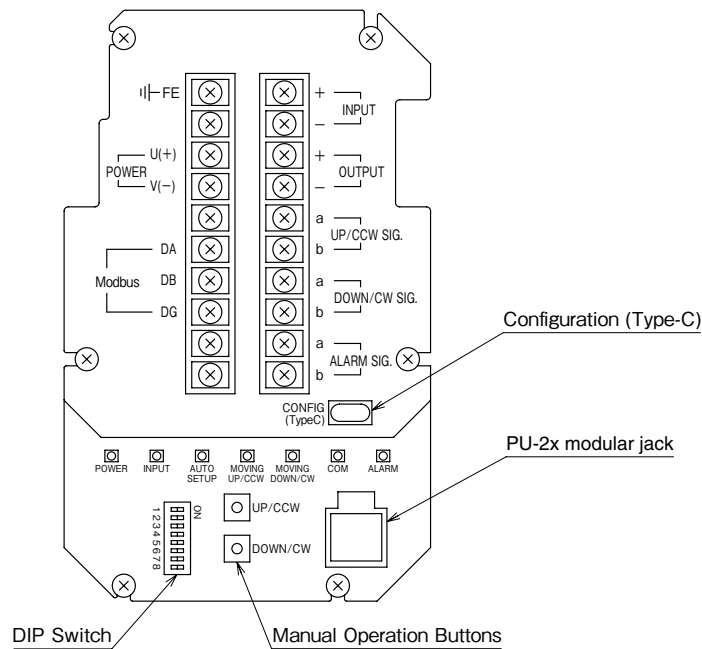 FE
+
INPUT
−
U(+)
POWER
V(−)
+
OUTPUT
−
a
UP/CCW SIG.
b
DA
Modbus
DB
DG
a
DOWN/CW SIG.
b
a
ALARM SIG.
b
Configuration (Type-C)
CONFIG
(TypeC)
PU-2x modular jack
POWER
INPUT
AUTO
SETUP
MOVING
UP/CCW
MOVING
DOWN/CW
COM
ALARM
ON
12345678
UP/CCW
DOWN/CW
DIP Switch
Manual Operation Buttons